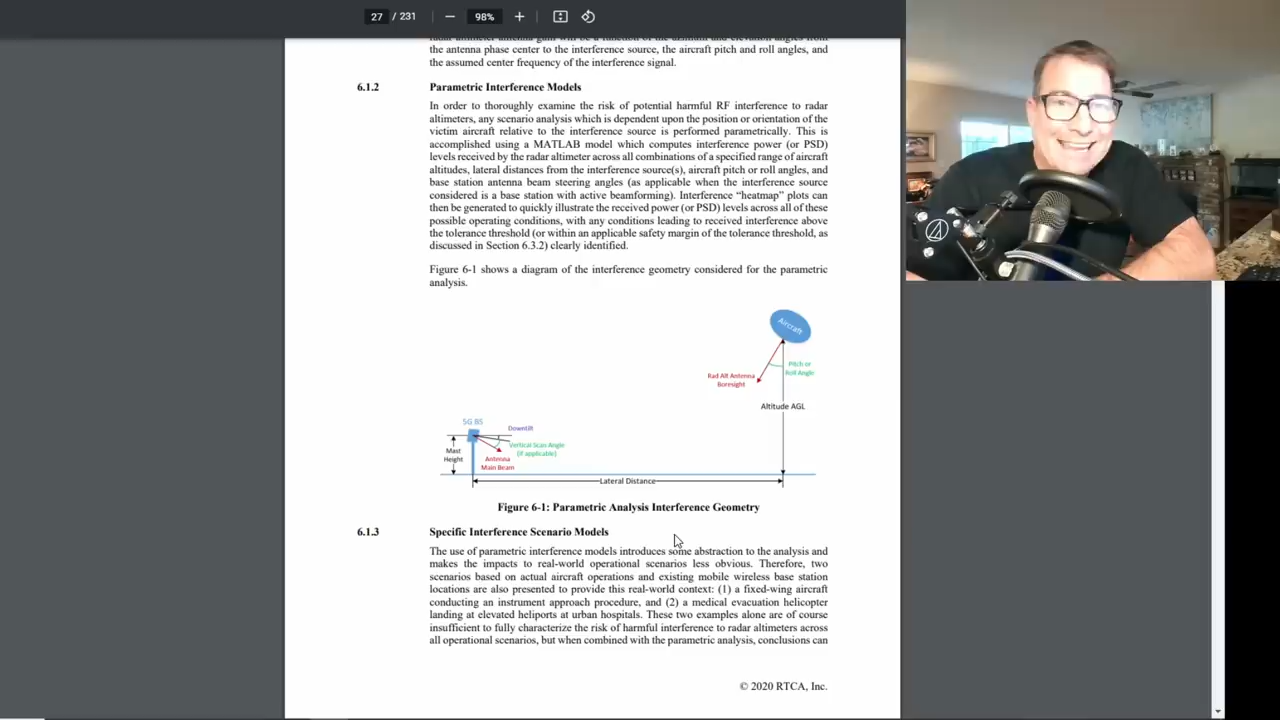 27 / 231
98%
radar altimeter antenna gain will be a function of the azimuth and elevation angles from
the antenna phase center to the interference source, the aircraft pitch and roll angles, and
the assumed center frequency of the interference signal.
6.1.2 Parametric Interference Models
In order to thoroughly examine the risk of potential harmful RF interference to radar
altimeters, any scenario analysis which is dependent upon the position or orientation of the
victim aircraft relative to the interference source is performed parametrically. This is
accomplished using a MATLAB model which computes interference power (or PSD)
levels received by the radar altimeter across all combinations of a specified range of aircraft
altitudes, lateral distances from the interference source(s), aircraft pitch or roll angles, and
base station antenna beam steering angles (as applicable when the interference source
considered is a base station with active beamforming). Interference “heatmap” plots can
then be generated to quickly illustrate the received power (or PSD) levels across all of these
possible operating conditions, with any conditions leading to received interference above
the tolerance threshold (or within an applicable safety margin of the tolerance threshold, as
discussed in Section 6.3.2) clearly identified.
Figure 6-1 shows a diagram of the interference geometry considered for the parametric
analysis.
Aircraft
Pitch or
Roll Angle
Rad Alt Antenna
Boresight
Altitude AGL
5G BS
Downtilt
Vertical Scan Angle
(if applicable)
Mast
Height
Antenna
Main Beam
Lateral Distance
Figure 6-1: Parametric Analysis Interference Geometry
6.1.3 Specific Interference Scenario Models
The use of parametric interference models introduces some abstraction to the analysis and
makes the impacts to real-world operational scenarios less obvious. Therefore, two
scenarios based on actual aircraft operations and existing mobile wireless base station
locations are also presented to provide this real-world context: (1) a fixed-wing aircraft
conducting an instrument approach procedure, and (2) a medical evacuation helicopter
landing at elevated heliports at urban hospitals. These two examples alone are of course
insufficient to fully characterize the risk of harmful interference to radar altimeters across
all operational scenarios, but when combined with the parametric analysis, conclusions can
© 2020 RTCA, Inc.